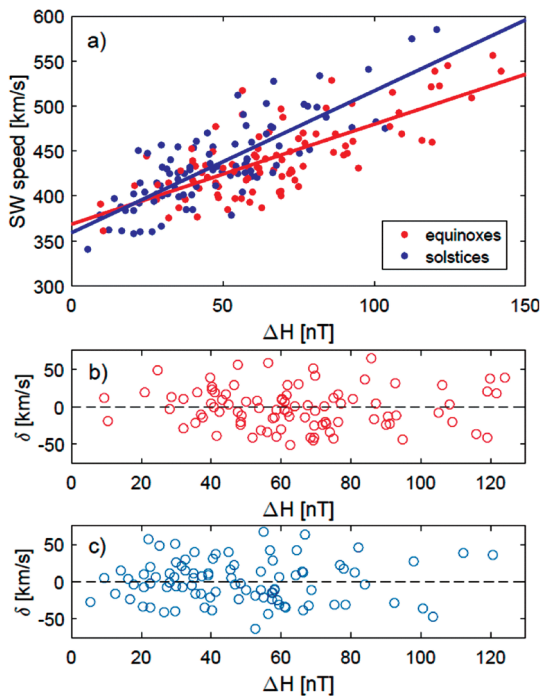 a)
600
550
500
450
400
350
300
SW speed [km/s]
equinoxes
solstices
0 50 100 150
ΔH [nT]
b)
50
0
-50
δ [km/s]
0 20 40 60 80 100 120
ΔH [nT]
c)
50
0
-50
δ [km/s]
0 20 40 60 80 100 120
ΔH [nT]